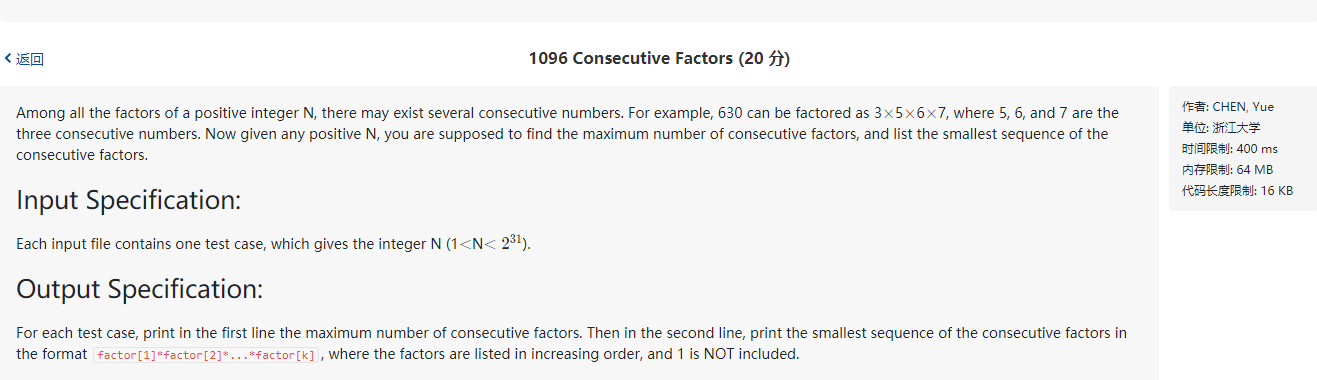 返回
1096 Consecutive Factors (20 分)
Among all the factors of a positive integer N, there may exist several consecutive numbers. For example, 630 can be factored as 3×5×6×7, where 5, 6, and 7 are the
three consecutive numbers. Now given any positive N, you are supposed to find the maximum number of consecutive factors, and list the smallest sequence of the
consecutive factors.
Input Specification:
Each input file contains one test case, which gives the integer N (1<N< 2^31).
Output Specification:
For each test case, print in the first line the maximum number of consecutive factors. Then in the second line, print the smallest sequence of the consecutive factors in
the format factor[1]*factor[2]*...*factor[k] , where the factors are listed in increasing order, and 1 is NOT included.
作者: CHEN, Yue
单位: 浙江大学
时间限制: 400 ms
内存限制: 64 MB
代码长度限制: 16 KB